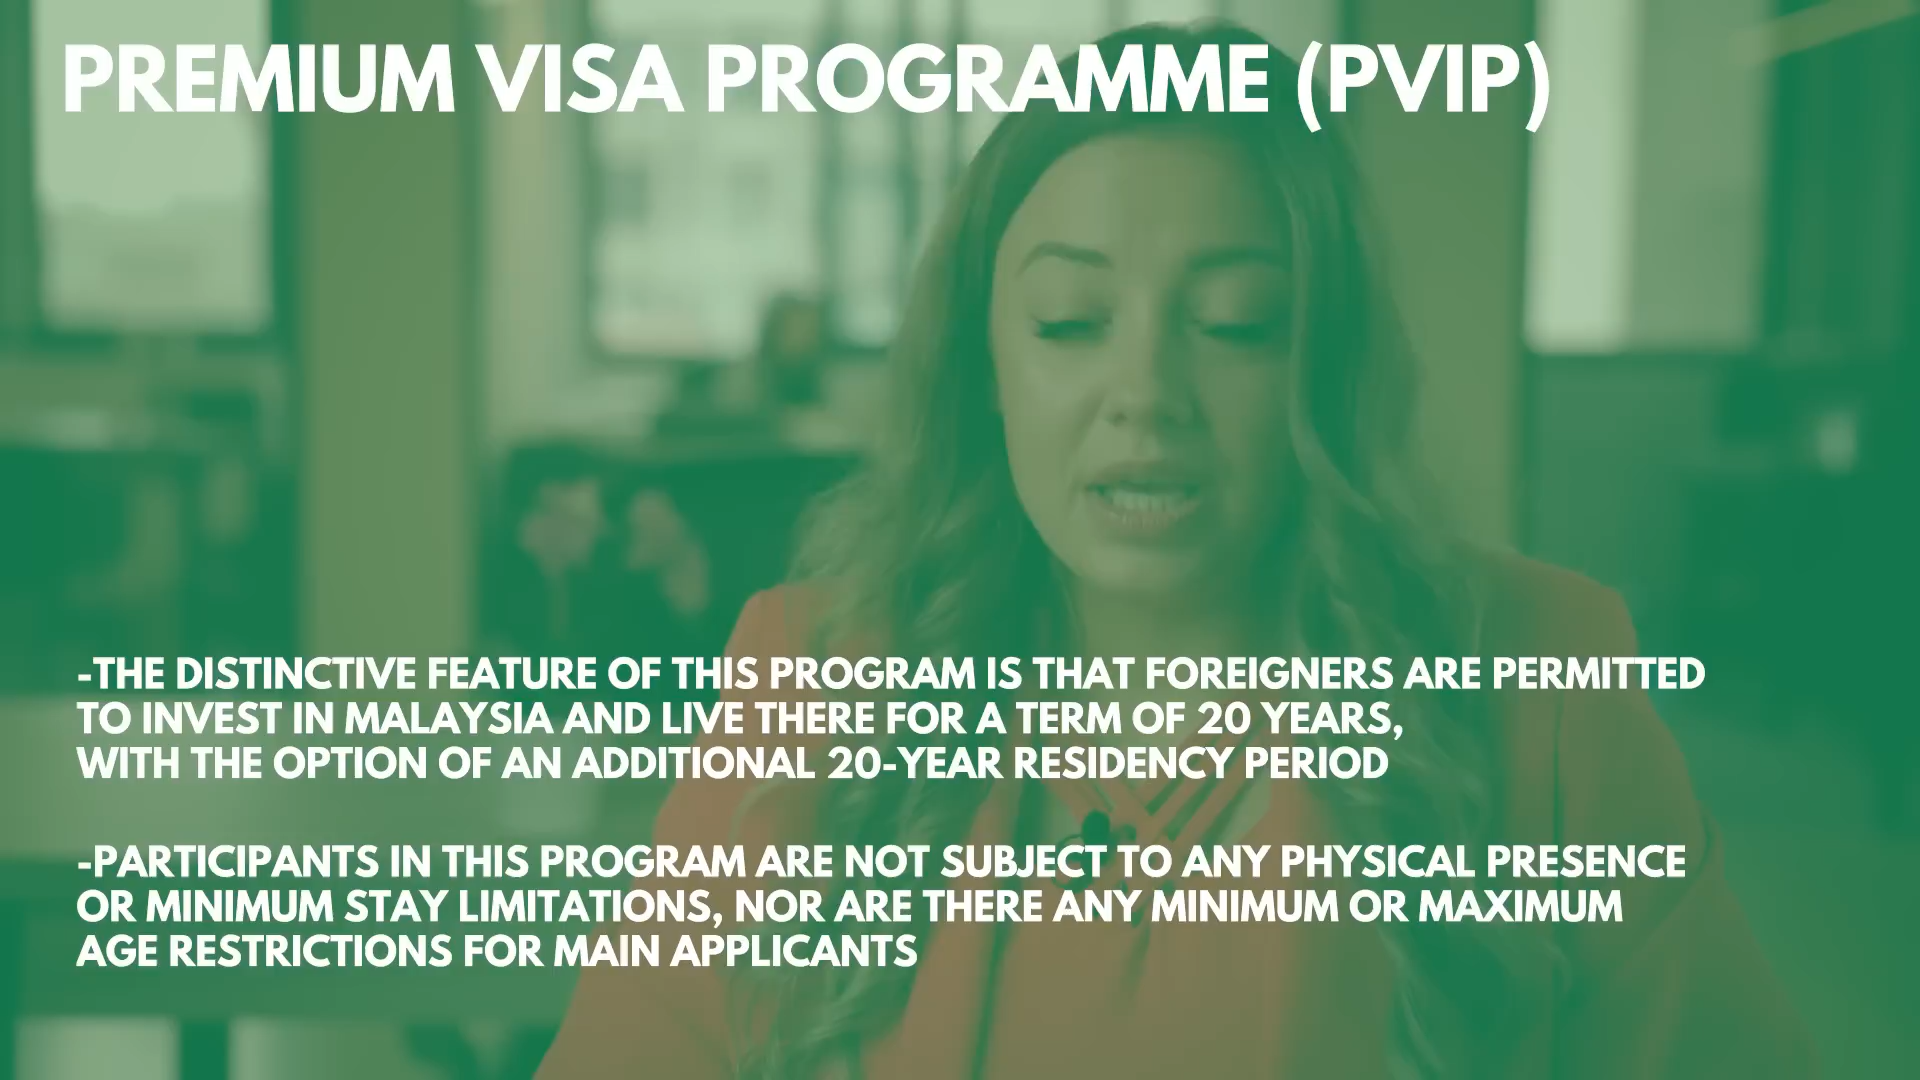 PREMIUM VISA PROGRAMME (PVIP)
-THE DISTINCTIVE FEATURE OF THIS PROGRAM IS THAT FOREIGNERS ARE PERMITTED
TO INVEST IN MALAYSIA AND LIVE THERE FOR A TERM OF 20 YEARS,
WITH THE OPTION OF AN ADDITIONAL 20-YEAR RESIDENCY PERIOD
-PARTICIPANTS IN THIS PROGRAM ARE NOT SUBJECT TO ANY PHYSICAL PRESENCE
OR MINIMUM STAY LIMITATIONS, NOR ARE THERE ANY MINIMUM OR MAXIMUM
AGE RESTRICTIONS FOR MAIN APPLICANTS